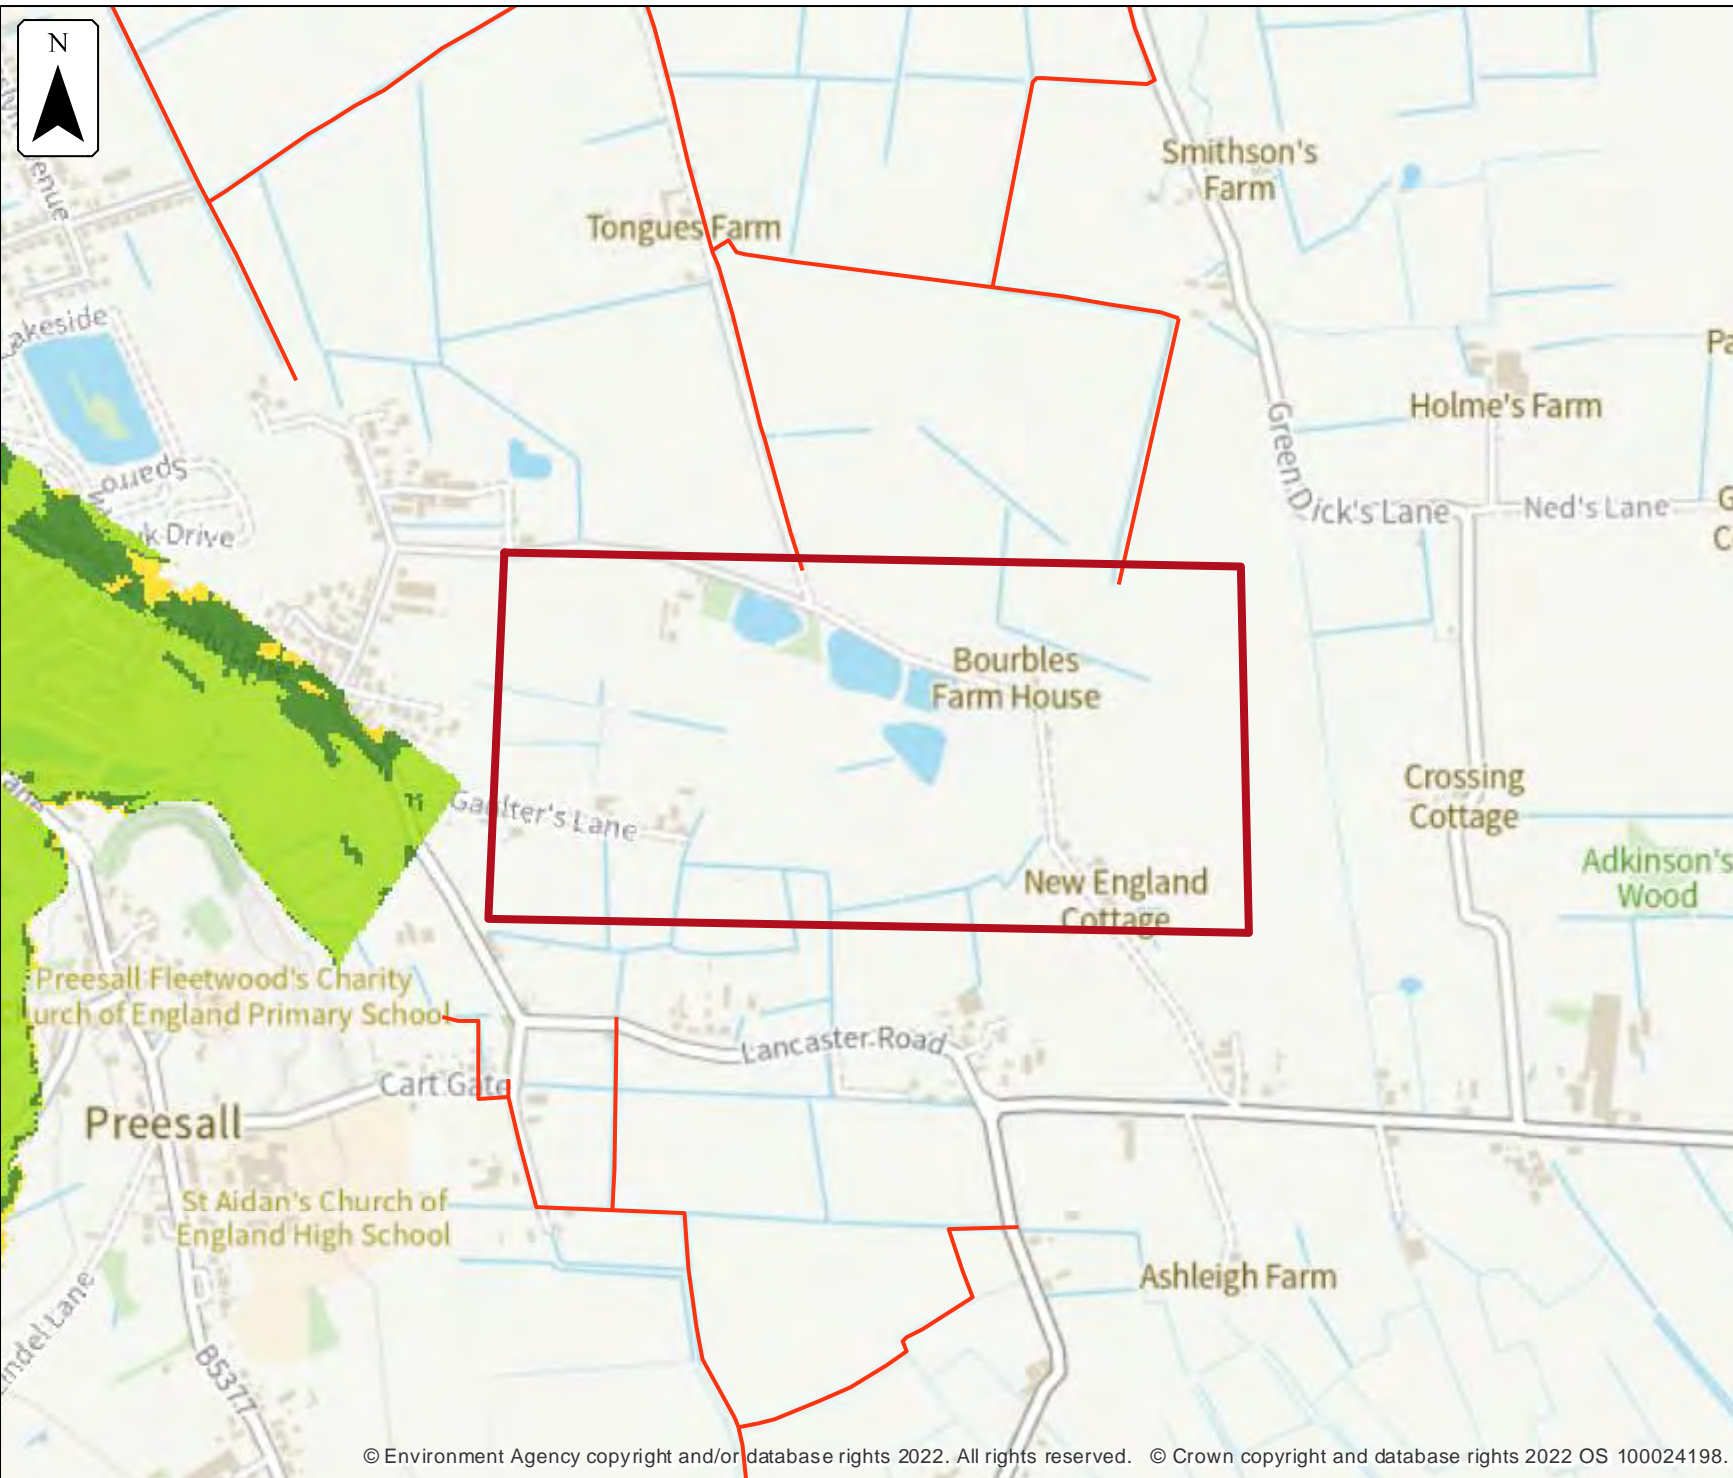 N
Smithson's
Farm
Tongues Farm
Holme's Farm
Green Dick's Lane
Ned's Lane
Bourbles
Farm House
Crossing
Cottage
Gaulter's Lane
New England
Cottage
Adkinson's
Wood
Preesall Fleetwood's Charity
urch of England Primary School
Lancaster Road
Cart Gate
Preesall
St Aidan's Church of
England High School
Ashleigh Farm
B5377
© Environment Agency copyright and/or database rights 2022. All rights reserved. © Crown copyright and database rights 2022 OS 100024198.